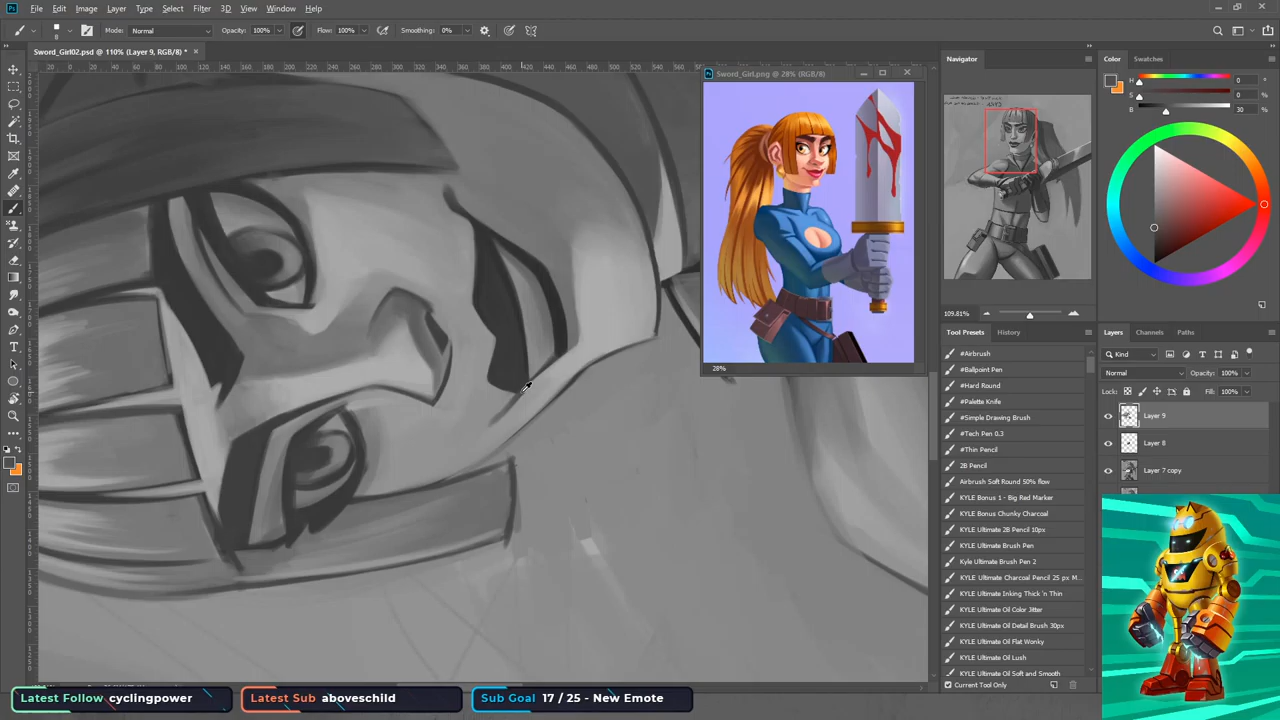 File Edit Image Layer Type Select Filter 3D View Window Help
Mode: Normal Opacity: 100% Flow: 100% Smoothing: 0%
Sword_Girl02.psd @ 110% (Layer 9, RGB/8) *
Sword_Girl.png @ 28% (RGB/8)
28%
Navigator
109.81%
Color Swatches
H 0 °
S 0 %
B 30 %
Tool Presets History
#Airbrush
#Ballpoint Pen
#Hard Round
#Palette Knife
#Simple Drawing Brush
#Tech Pen 0.3
#Thin Pencil
2B Pencil
Airbrush Soft Round 50% flow
KYLE Bonus 1 - Big Red Marker
KYLE Bonus Chunky Charcoal
KYLE Ultimate 2B Pencil 10px
KYLE Ultimate Brush Pen
Kyle Ultimate Brush Pen 2
KYLE Ultimate Charcoal Pencil 25 px M...
KYLE Ultimate Inking Thick 'n Thin
KYLE Ultimate Oil Color Jitter
KYLE Ultimate Oil Detail Brush 30px
KYLE Ultimate Oil Flat Wonky
KYLE Ultimate Oil Lush
KYLE Ultimate Oil Soft and Smooth
Current Tool Only
Layers Channels Paths
Kind
Normal Opacity: 100%
Lock: Fill: 100%
Layer 9
Layer 8
Layer 7 copy
Latest Follow cyclingpower
Latest Sub aboveschild
Sub Goal 17 / 25 - New Emote